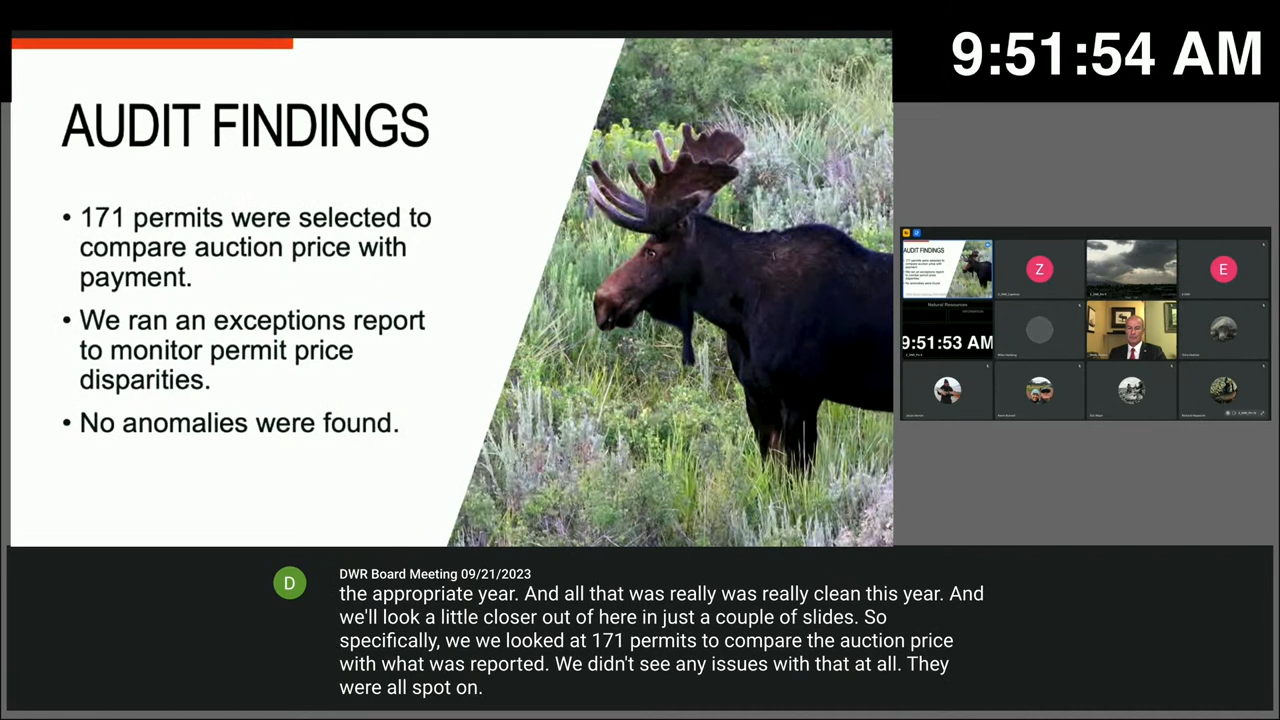 9:51:54 AM
AUDIT FINDINGS
• 171 permits were selected to
compare auction price with
payment.
• We ran an exceptions report
to monitor permit price
disparities.
• No anomalies were found.
AUDIT FINDINGS
Z
E
Natural Resources
INFORMATION
9:51:53 AM
D
DWR Board Meeting 09/21/2023
the appropriate year. And all that was really was really clean this year. And
we'll look a little closer out of here in just a couple of slides. So
specifically, we we looked at 171 permits to compare the auction price
with what was reported. We didn't see any issues with that at all. They
were all spot on.